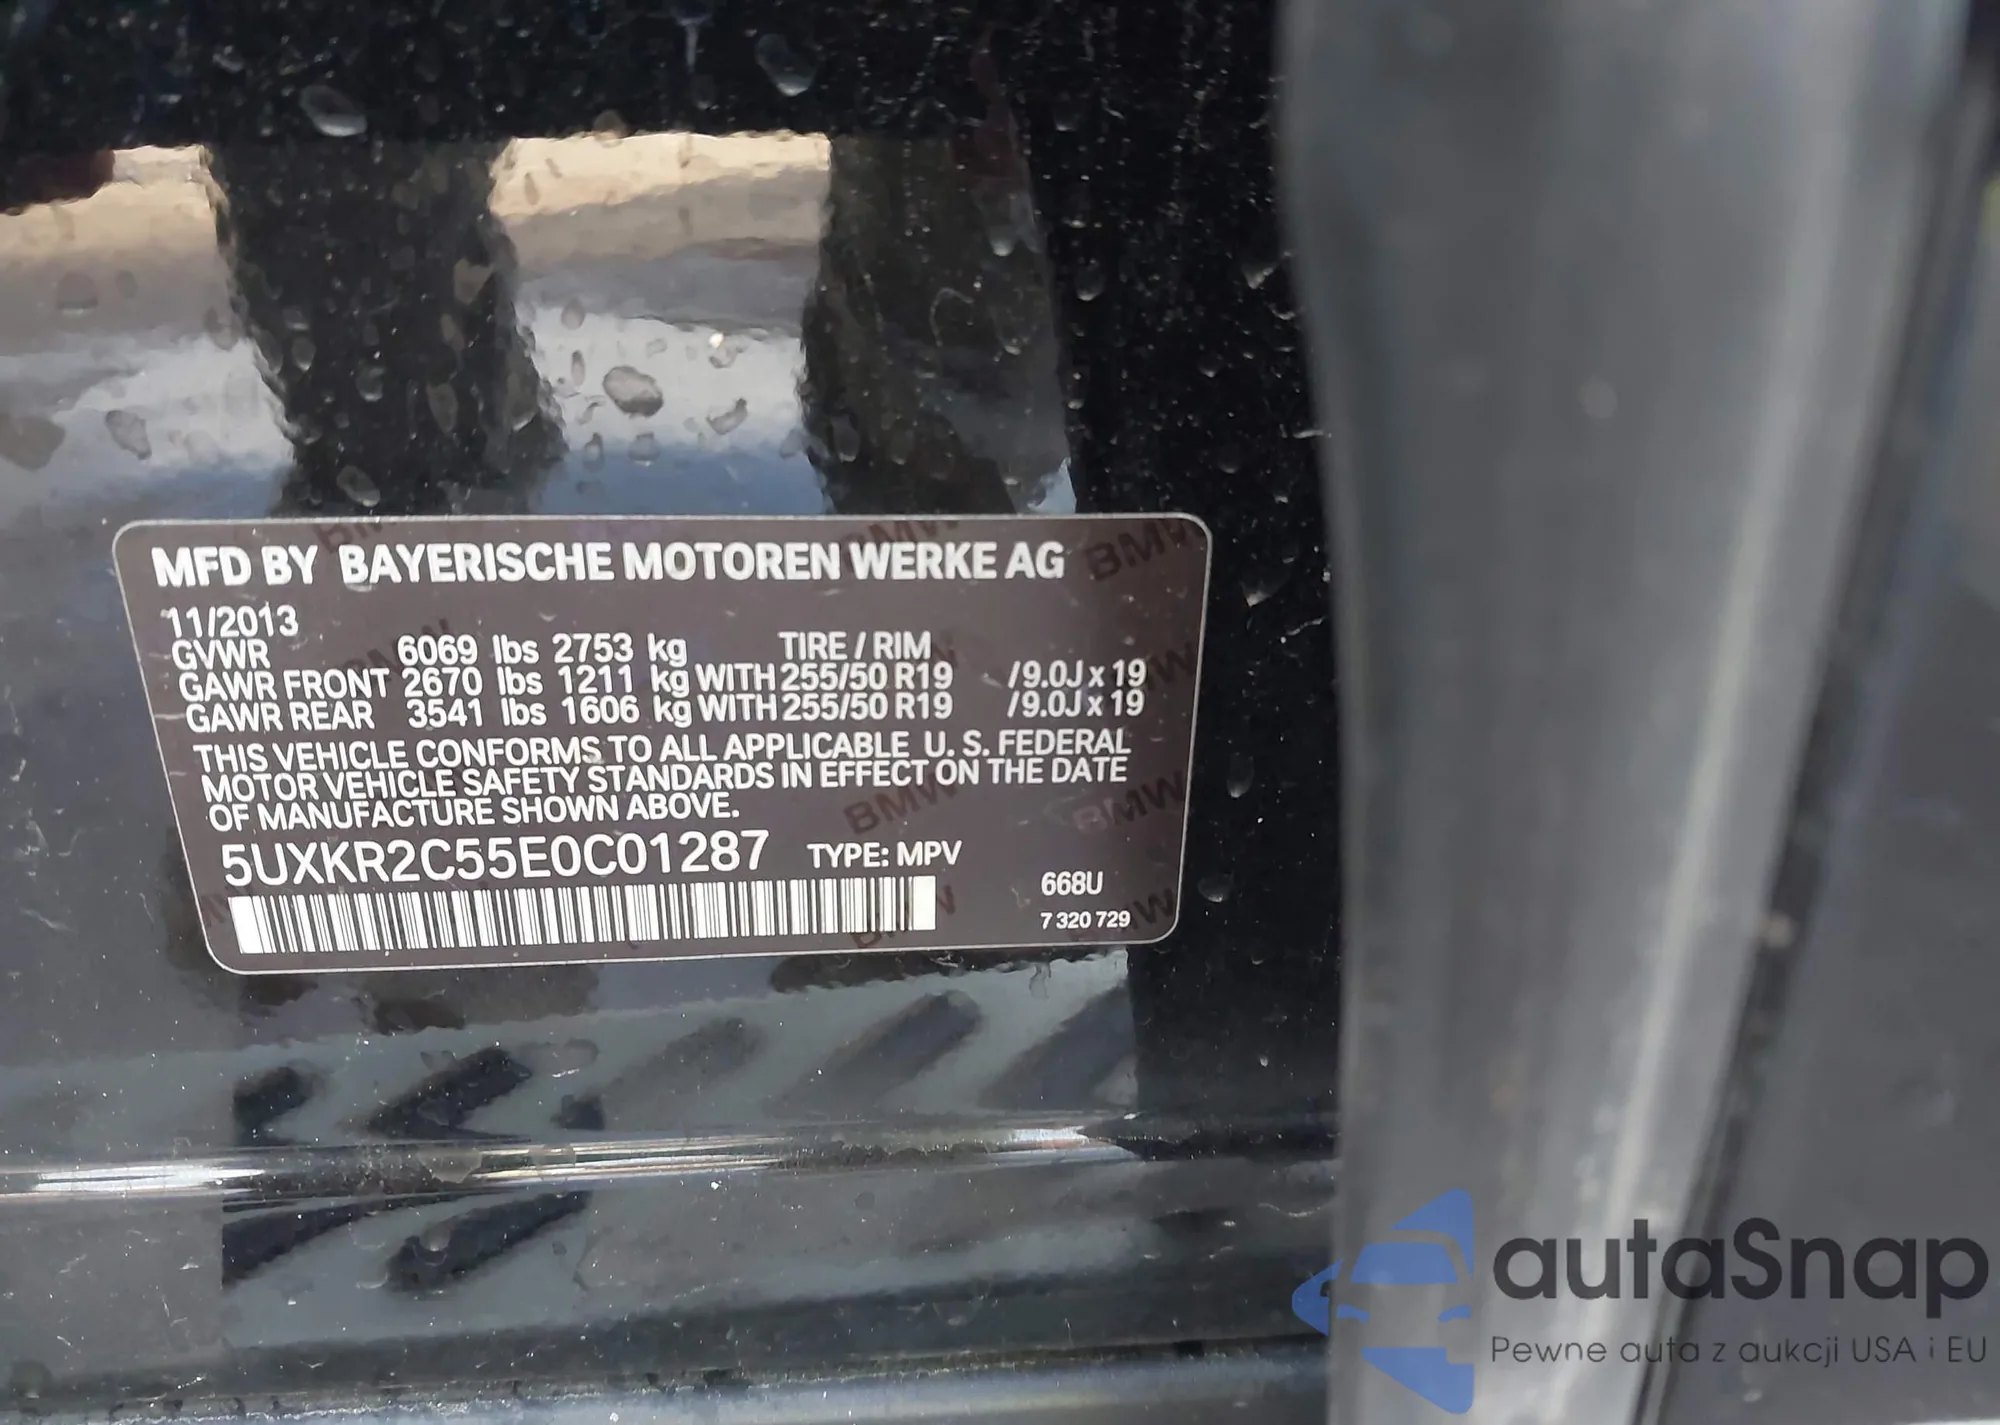 MFD BY BAYERISCHE MOTOREN WERKE AG
11/2013
GVWR 6069 lbs 2753 kg TIRE / RIM
GAWR FRONT 2670 lbs 1211 kg WITH 255/50 R19 /9.0J x 19
GAWR REAR 3541 lbs 1606 kg WITH 255/50 R19 /9.0J x 19
THIS VEHICLE CONFORMS TO ALL APPLICABLE U. S. FEDERAL
MOTOR VEHICLE SAFETY STANDARDS IN EFFECT ON THE DATE
OF MANUFACTURE SHOWN ABOVE.
5UXKR2C55E0C01287 TYPE: MPV
668U
7 320 729
autaSnap
Pewne auta z aukcji USA i EU